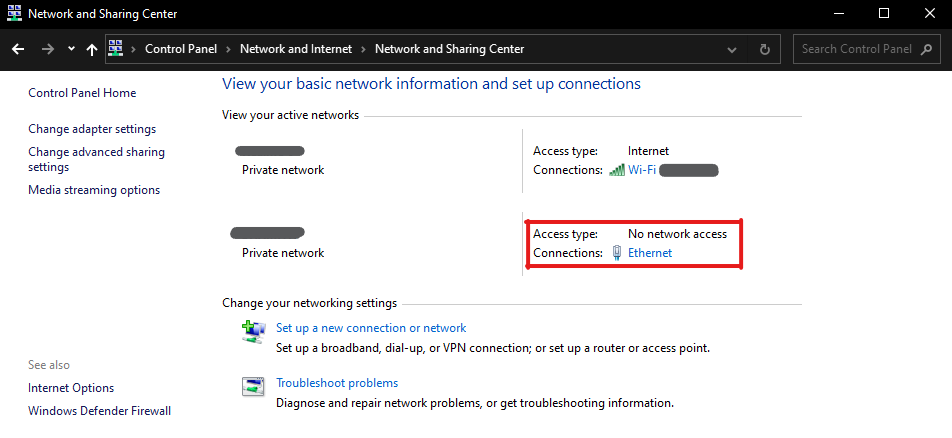 Network and Sharing Center
Control Panel > Network and Internet > Network and Sharing Center
Search Control Panel
Control Panel Home
Change adapter settings
Change advanced sharing
settings
Media streaming options
See also
Internet Options
Windows Defender Firewall
View your basic network information and set up connections
View your active networks
Private network
Access type: Internet
Connections: Wi-Fi
Private network
Access type: No network access
Connections: Ethernet
Change your networking settings
Set up a new connection or network
Set up a broadband, dial-up, or VPN connection; or set up a router or access point.
Troubleshoot problems
Diagnose and repair network problems, or get troubleshooting information.